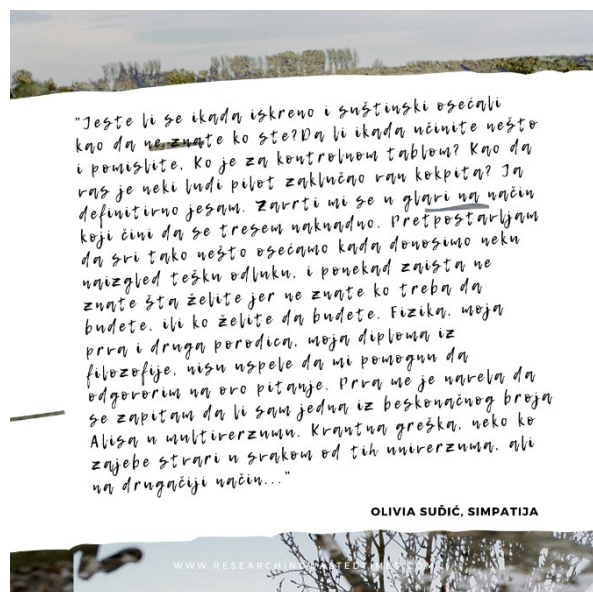 "Jeste li se ikada iskreno i suštinski osećali
kao da ne znate ko ste?Da li ikada učinite nešto
i pomislite, Ko je za kontrolnom tablom? Kao da
vas je neki ludi pilot zaključao van kokpita? Ja
definitivno jesam. Zavrti mi se u glavi na način
koji čini da se tresem naknadno. Pretpostavljam
da svi tako nešto osećamo kada donosimo neku
naizgled tešku odluku, i ponekad zaista ne
znate šta želite jer ne znate ko treba da
budete, ili ko želite da budete. Fizika, moja
prva i druga porodica, moja diploma iz
filozofije, nisu uspele da mi pomognu da
odgovorim na ovo pitanje. Prva me je navela da
se zapitam da li sam jedna iz beskonačnog broja
Alisa u multiverzumu. Kvantna greška, neko ko
zajebe stvari u svakom od tih univerzuma, ali
na drugačiji način..."
OLIVIA SUĐIĆ, SIMPATIJA
WWW.RESEARCHINGWASTEDTIMES.COM